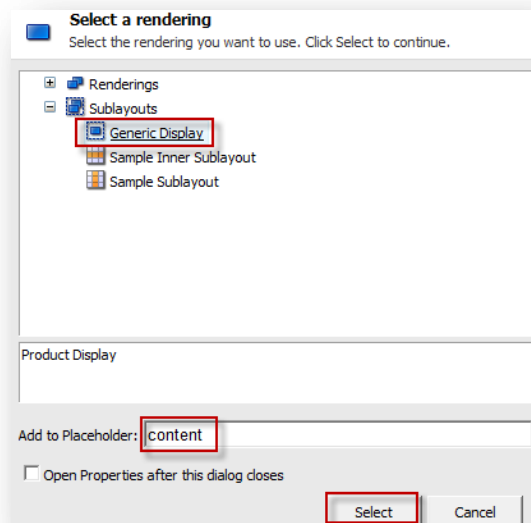 Select a rendering
Select the rendering you want to use. Click Select to continue.
Renderings
Sublayouts
Generic Display
Sample Inner Sublayout
Sample Sublayout
Product Display
Add to Placeholder: content
Open Properties after this dialog closes
Select Cancel